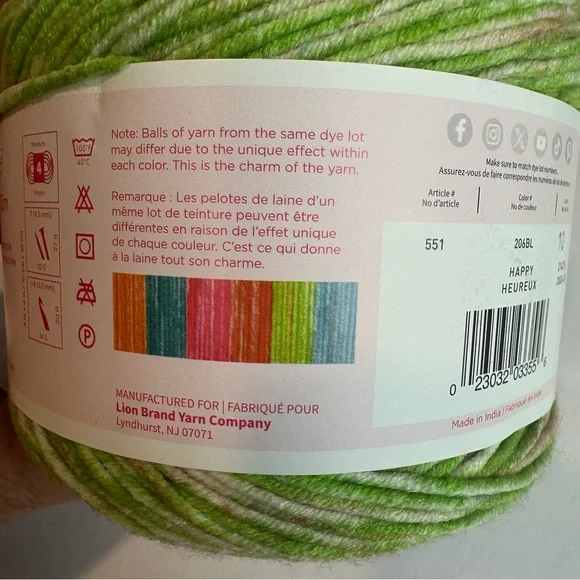 Note: Balls of yarn from the same dye lot
may differ due to the unique effect within
each color. This is the charm of the yarn.
Remarque : Les pelotes de laine d'un
même lot de teinture peuvent être
différentes en raison de l'effet unique
de chaque couleur. C'est ce qui donne
à la laine tout son charme.
MANUFACTURED FOR | FABRIQUÉ POUR
Lion Brand Yarn Company
Lyndhurst, NJ 07071
Make sure to match dye lot numbers.
Assurez-vous de faire correspondre les numéros de
Article # Color #
No d'article No de couleur
551 206BL
HAPPY
HEUREUX
0 23032 03355 6
Made in India | Fabriqué en Inde
4
105°F
40°C
P